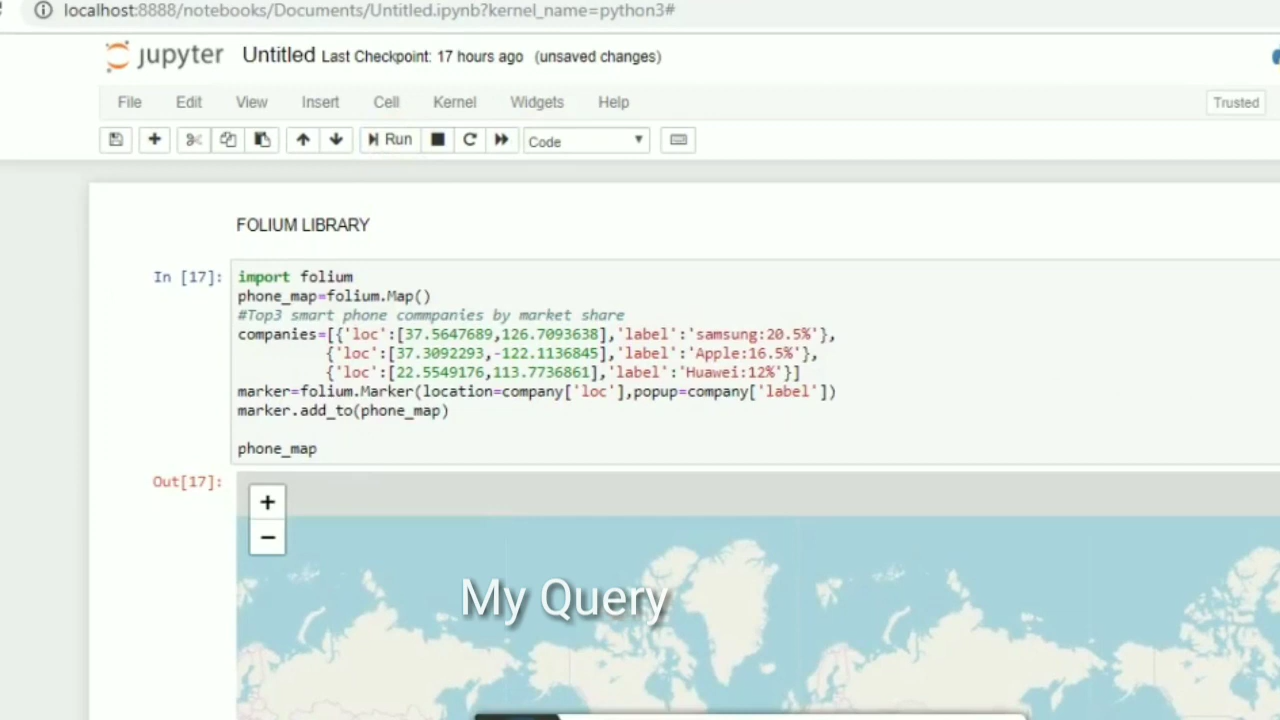 localhost:8888/notebooks/Documents/Untitled.ipynb?kernel_name=python3#
jupyter Untitled Last Checkpoint: 17 hours ago (unsaved changes)
File Edit View Insert Cell Kernel Widgets Help Trusted
Run Code
FOLIUM LIBRARY
In [17]: import folium
phone_map=folium.Map()
#Top3 smart phone commpanies by market share
companies=[{'loc':[37.5647689,126.7093638],'label':'samsung:20.5%'},
{'loc':[37.3092293,-122.1136845],'label':'Apple:16.5%'},
{'loc':[22.5549176,113.7736861],'label':'Huawei:12%'}]
marker=folium.Marker(location=company['loc'],popup=company['label'])
marker.add_to(phone_map)
phone_map
Out[17]:
+
−
My Query